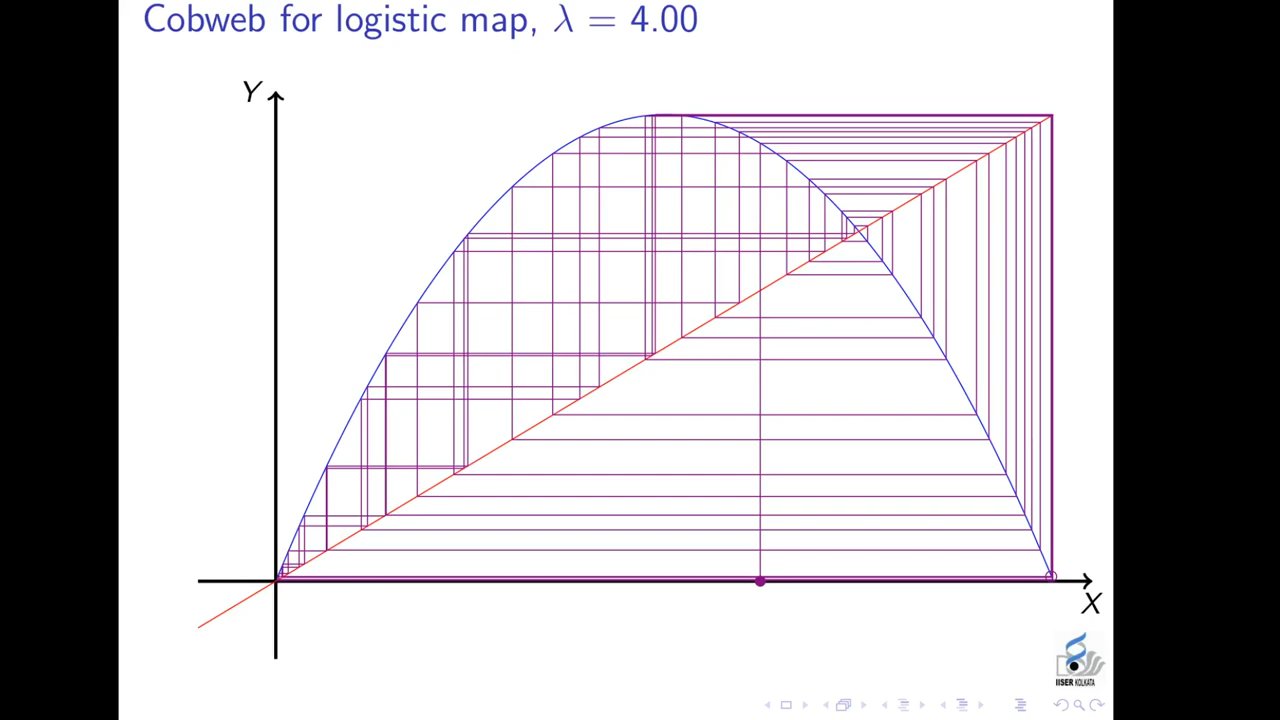 Cobweb for logistic map, λ = 4.00
Y
X
IISER KOLKATA